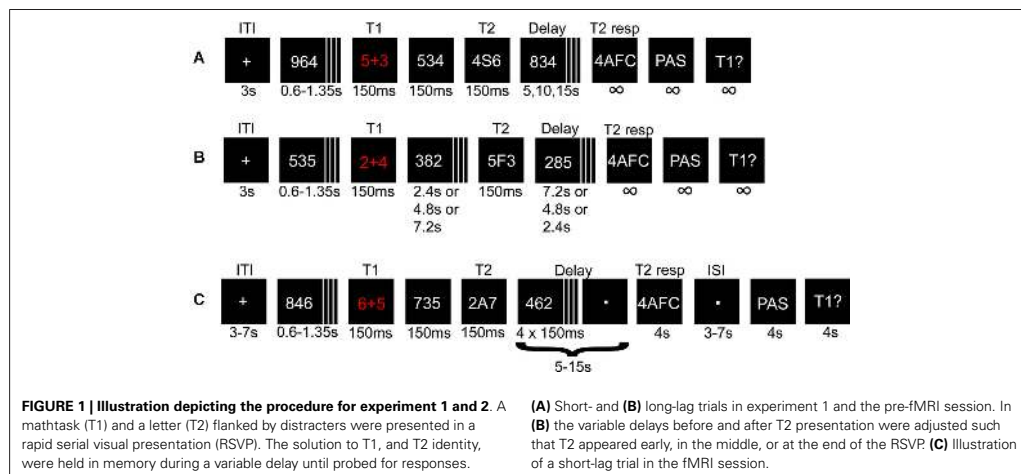 ITI T1 T2 Delay T2 resp
A + 964 5+3 534 4S6 834 4AFC PAS T1?
3s 0.6-1.35s 150ms 150ms 150ms 5,10,15s ∞ ∞ ∞
ITI T1 T2 Delay T2 resp
B + 535 2+4 382 5F3 285 4AFC PAS T1?
3s 0.6-1.35s 150ms 2.4s or 150ms 7.2s or ∞ ∞ ∞
4.8s or 4.8s or
7.2s 2.4s
ITI T1 T2 Delay T2 resp ISI
C + 846 6+5 735 2A7 462 4AFC PAS T1?
3-7s 0.6-1.35s 150ms 150ms 150ms 4 x 150ms 4s 3-7s 4s 4s
5-15s
FIGURE 1 | Illustration depicting the procedure for experiment 1 and 2. A
mathtask (T1) and a letter (T2) flanked by distracters were presented in a
rapid serial visual presentation (RSVP). The solution to T1, and T2 identity,
were held in memory during a variable delay until probed for responses.
(A) Short- and (B) long-lag trials in experiment 1 and the pre-fMRI session. In
(B) the variable delays before and after T2 presentation were adjusted such
that T2 appeared early, in the middle, or at the end of the RSVP. (C) Illustration
of a short-lag trial in the fMRI session.